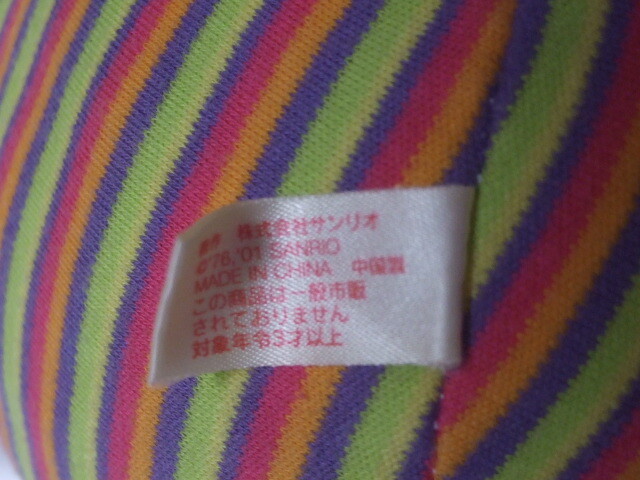 著作 株式会社サンリオ
©'76,'01 SANRIO
MADE IN CHINA 中国製
この商品は一般市販
されておりません
対象年令3才以上